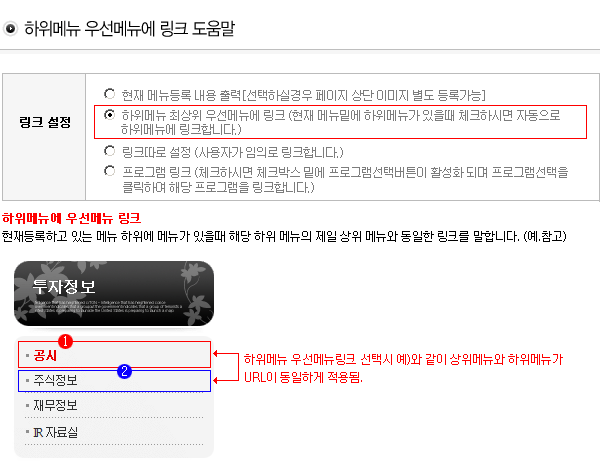 하위메뉴 우선메뉴에 링크 도움말
링크 설정
현재 메뉴등록 내용 출력[선택하실경우 페이지 상단 이미지 별도 등록가능]
하위메뉴 최상위 우선메뉴에 링크 (현재 메뉴밑에 하위메뉴가 있을때 체크하시면 자동으로
하위메뉴에 링크합니다.)
링크따로 설정 (사용자가 임의로 링크합니다.)
프로그램 링크 (체크하시면 체크박스 밑에 프로그램선택버튼이 활성화 되며 프로그램선택을
클릭하여 해당 프로그램을 링크합니다.)
하위메뉴에 우선메뉴 링크
현재등록하고 있는 메뉴 하위에 메뉴가 있을때 해당 하위 메뉴의 제일 상위 메뉴와 동일한 링크를 말합니다. (예.참고)
투자정보
1
공시
2
주식정보
재무정보
IR 자료실
하위메뉴 우선메뉴링크 선택시 예)와 같이 상위메뉴와 하위메뉴가
URL이 동일하게 적용됨.